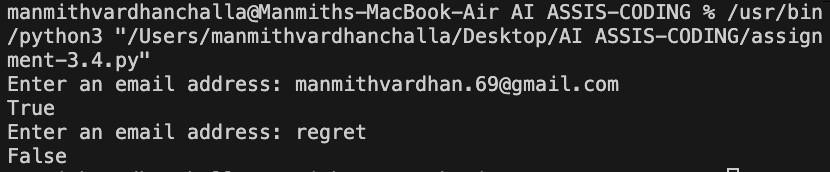 manmithvardhanchalla@Manmiths-MacBook-Air AI ASSIS-CODING % /usr/bin
/python3 "/Users/manmithvardhanchalla/Desktop/AI ASSIS-CODING/assign
ment-3.4.py"
Enter an email address: manmithvardhan.69@gmail.com
True
Enter an email address: regret
False